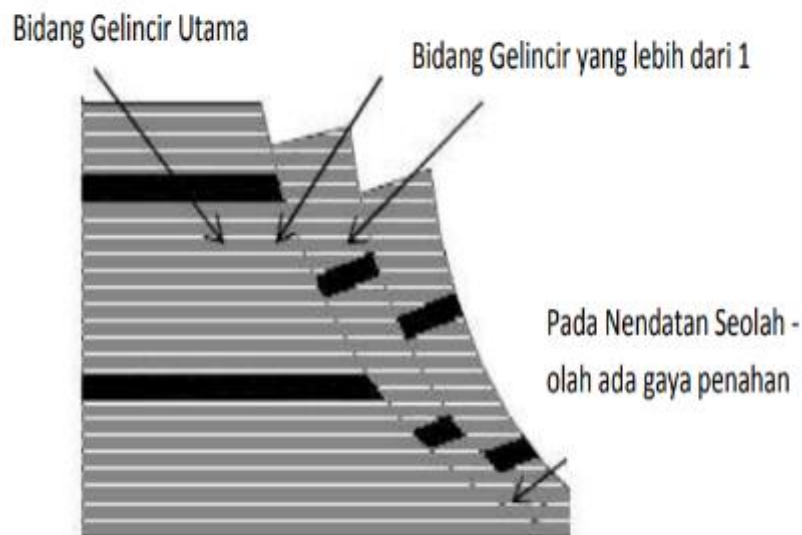 Bidang Gelincir Utama
Bidang Gelincir yang lebih dari 1
Pada Nendatan Seolah -
olah ada gaya penahan